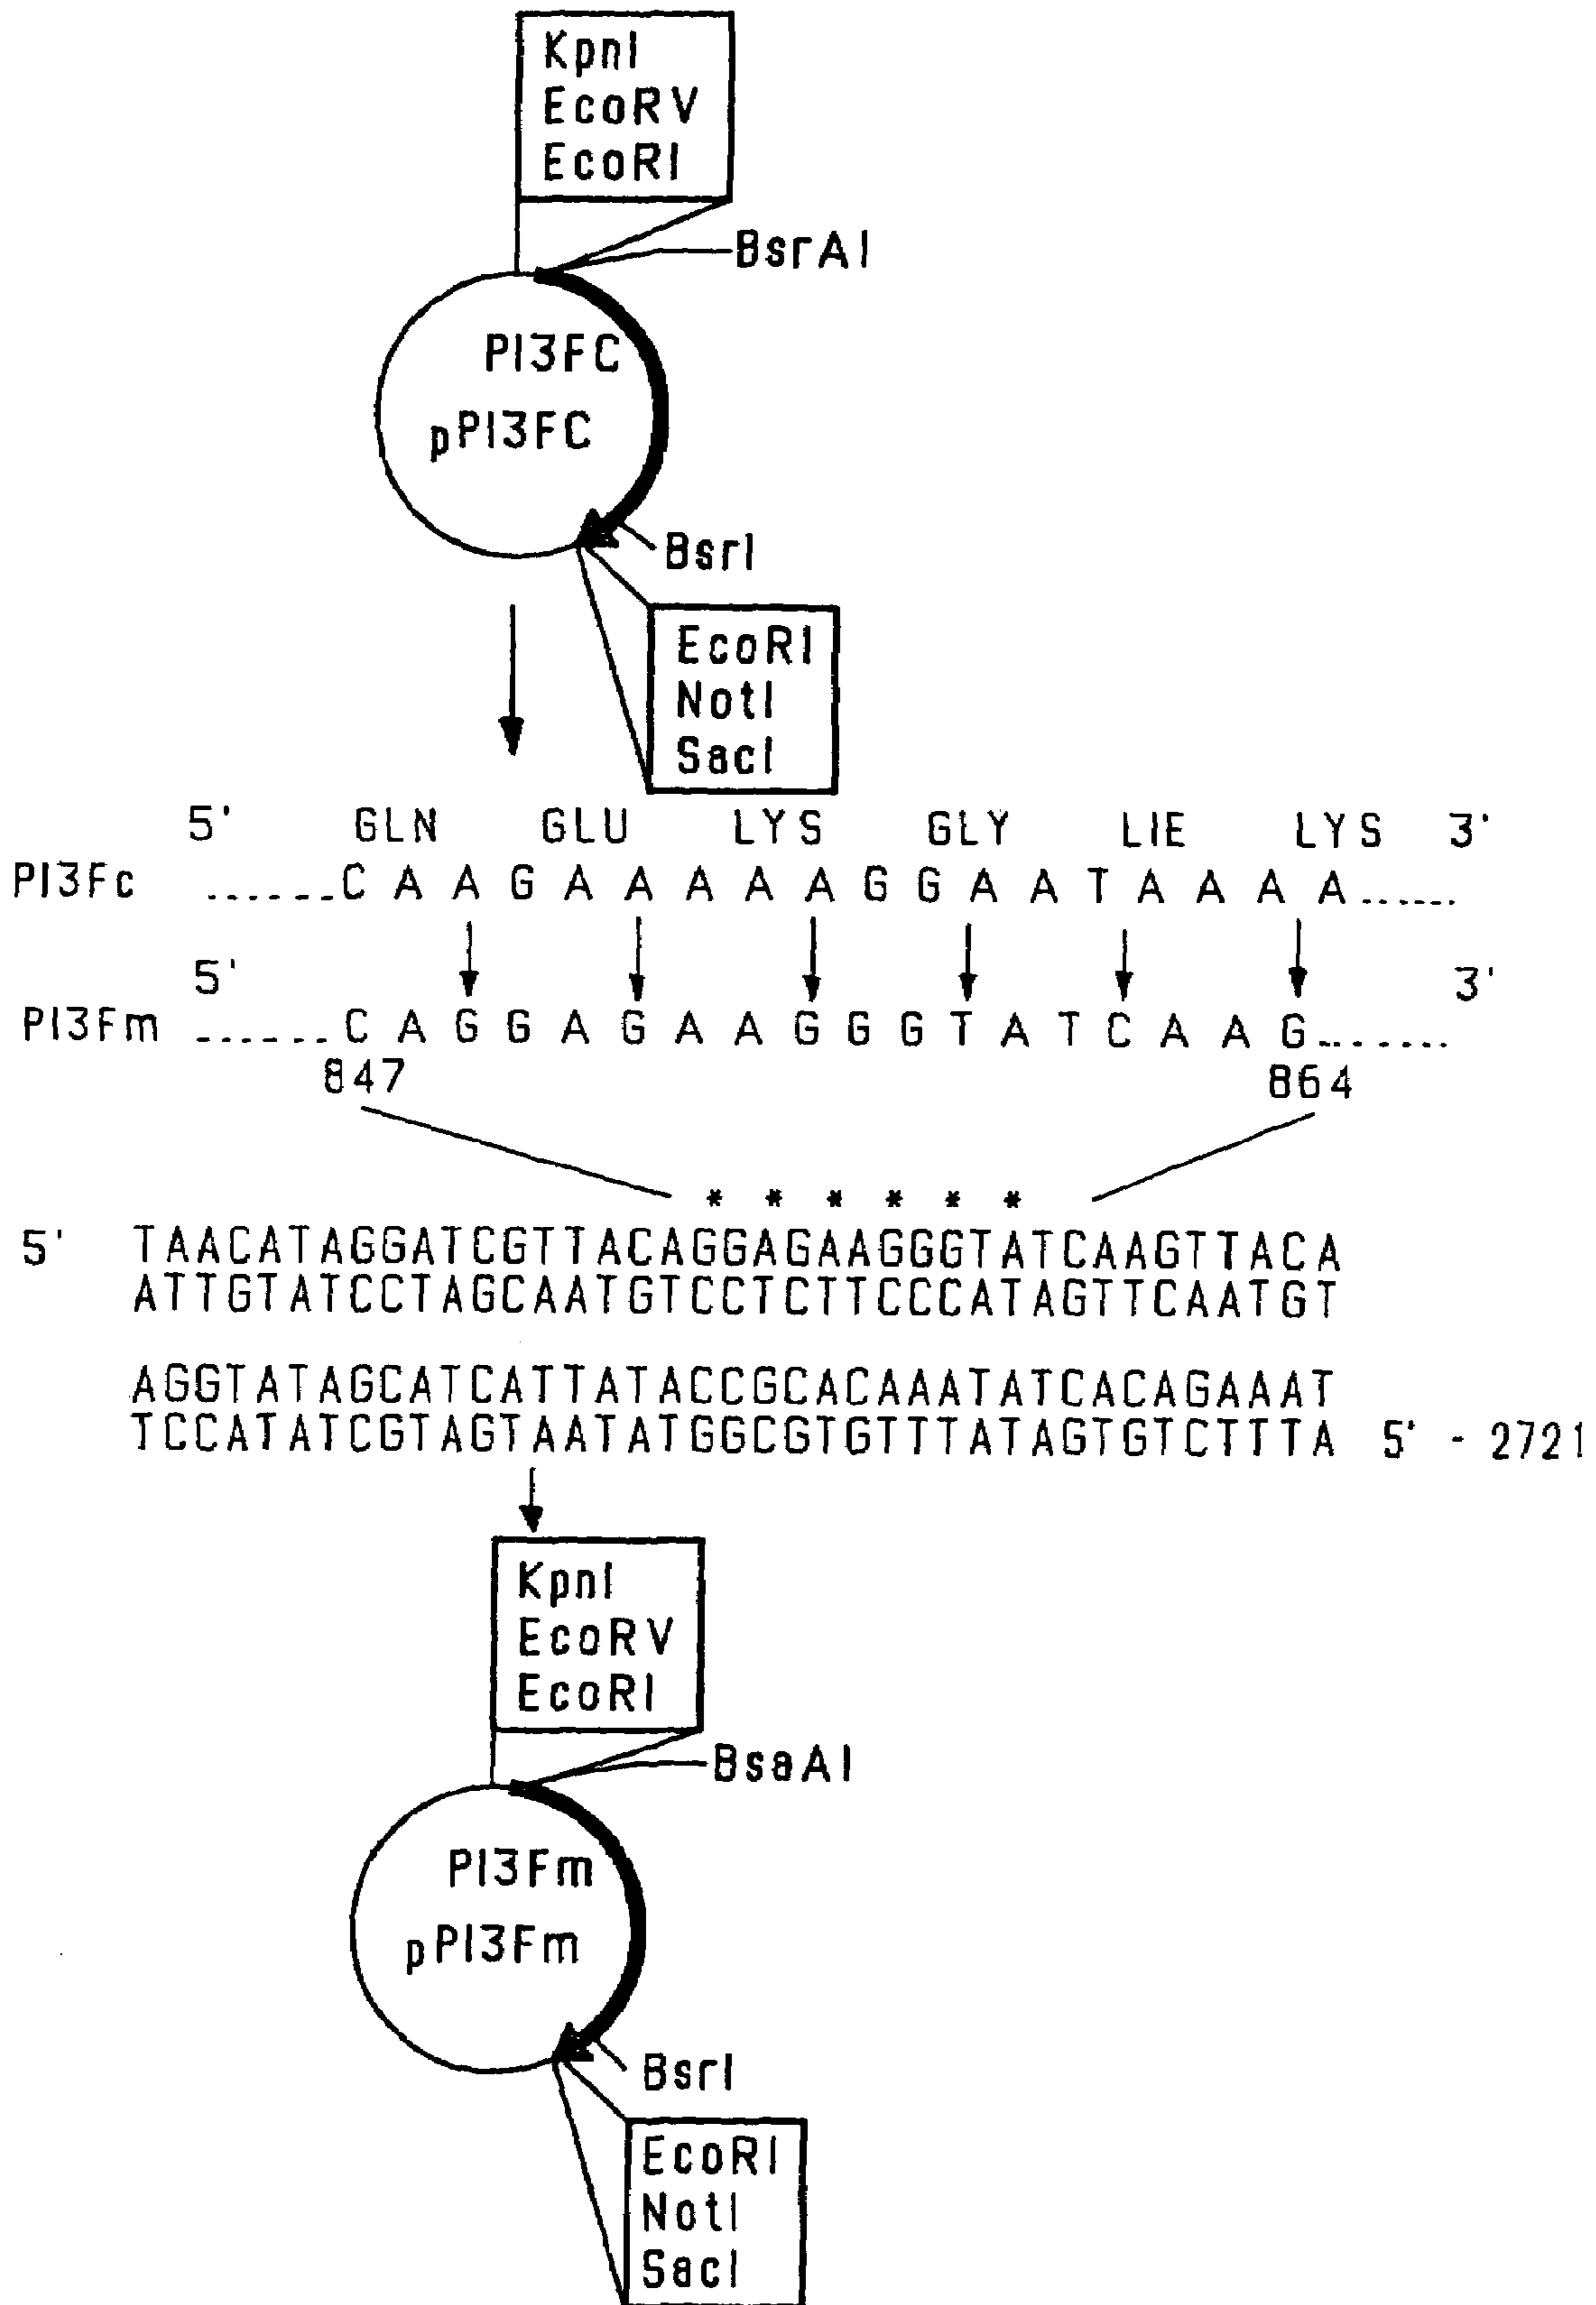 KpnI
EcoRV
EcoRI
BsrAI
PI3FC
pPI3FC
BsrI
EcoRI
NotI
SacI
5' GLN GLU LYS GLY LIE LYS 3'
PI3Fc ......C A A G A A A A A G G A A T A A A A......
5' 3'
PI3Fm ......C A G G A G A A G G G T A T C A A G.......
847 864
* * * * * *
5' TAACATAGGATCGTTACAGGAGAAGGGTATCAAGTTACA
ATTGTATCCTAGCAATGTCCTCTTCCCATAGTTCAATGT
AGGTATAGCATCATTATACCGCACAAATATCACAGAAAT
TCCATATCGTAGTAATATGGCGTGTTTATAGTGTCTTTA 5' - 2721
KpnI
EcoRV
EcoRI
BsaAI
PI3Fm
pPI3Fm
BsrI
EcoRI
NotI
SacI